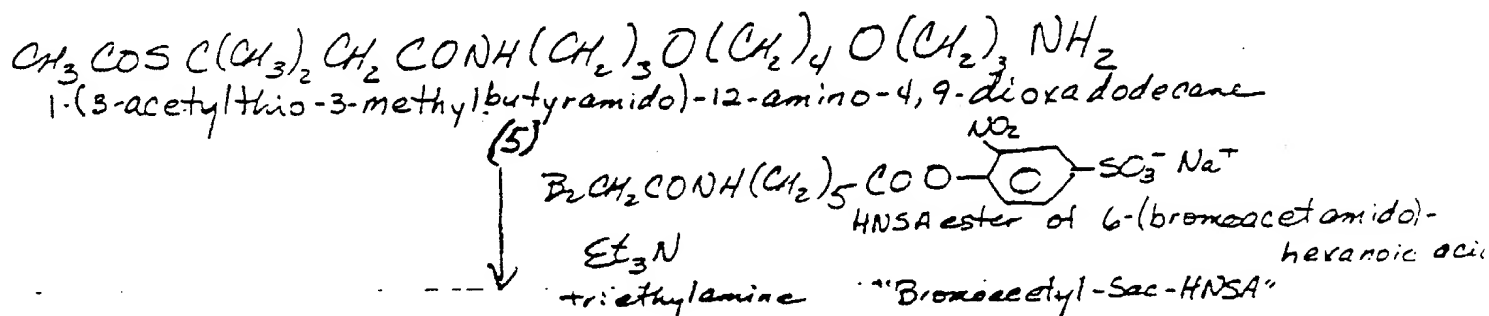 CH3COSC(CH3)2CH2CONH(CH2)3O(CH2)4O(CH2)3NH2
1-(3-acetylthio-3-methylbutyramido)-12-amino-4,9-dioxadodecane
(5)
NO2
BrCH2CONH(CH2)5COO- -SO3- Na+
HNSA ester of 6-(bromoacetamido)-
hexanoic aci
Et3N
triethylamine "Bromoacetyl-Sac-HNSA"